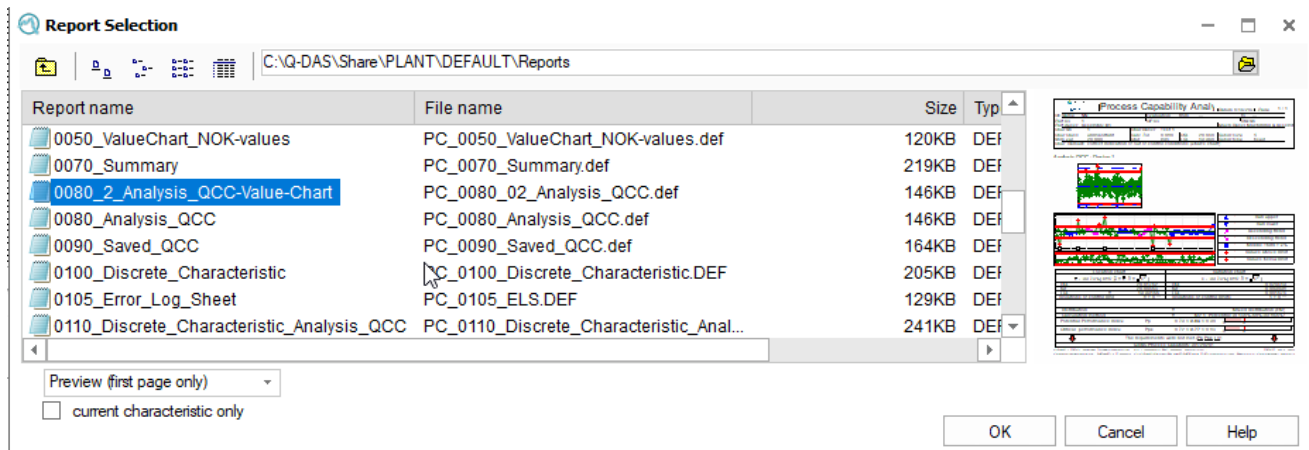 Report Selection
C:\Q-DAS\Share\PLANT\DEFAULT\Reports
Report name File name Size Typ
0050_ValueChart_NOK-values PC_0050_ValueChart_NOK-values.def 120KB DEF
0070_Summary PC_0070_Summary.def 219KB DEF
0080_2_Analysis_QCC-Value-Chart PC_0080_02_Analysis_QCC.def 146KB DEF
0080_Analysis_QCC PC_0080_Analysis_QCC.def 146KB DEF
0090_Saved_QCC PC_0090_Saved_QCC.def 164KB DEF
0100_Discrete_Characteristic PC_0100_Discrete_Characteristic.DEF 205KB DEF
0105_Error_Log_Sheet PC_0105_ELS.DEF 129KB DEF
0110_Discrete_Characteristic_Analysis_QCC PC_0110_Discrete_Characteristic_Anal... 241KB DEF
Process Capability Analy
Preview (first page only)
current characteristic only
OK Cancel Help